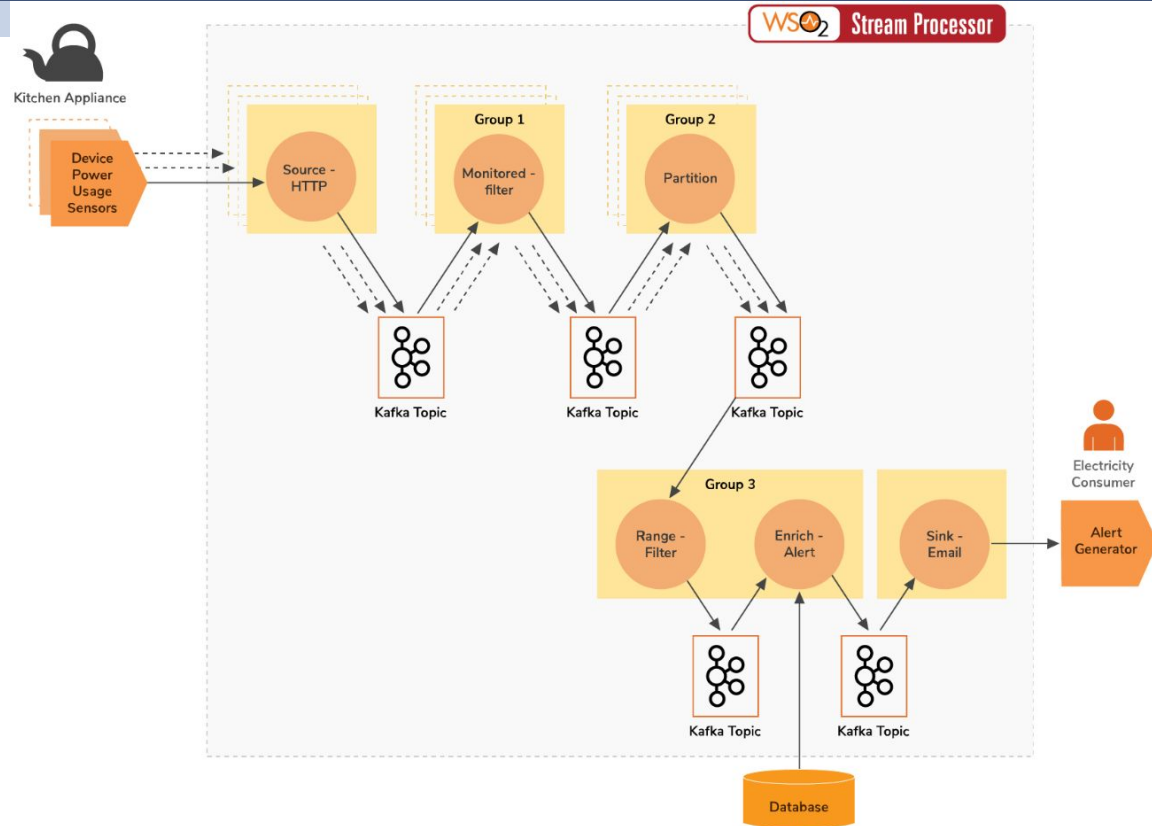 WSO2 Stream Processor
Kitchen Appliance
Device
Power
Usage
Sensors
Source -
HTTP
Group 1
Monitored -
filter
Group 2
Partition
Kafka Topic
Kafka Topic
Kafka Topic
Group 3
Range -
Filter
Enrich -
Alert
Sink -
Email
Electricity
Consumer
Alert
Generator
Kafka Topic
Kafka Topic
Database